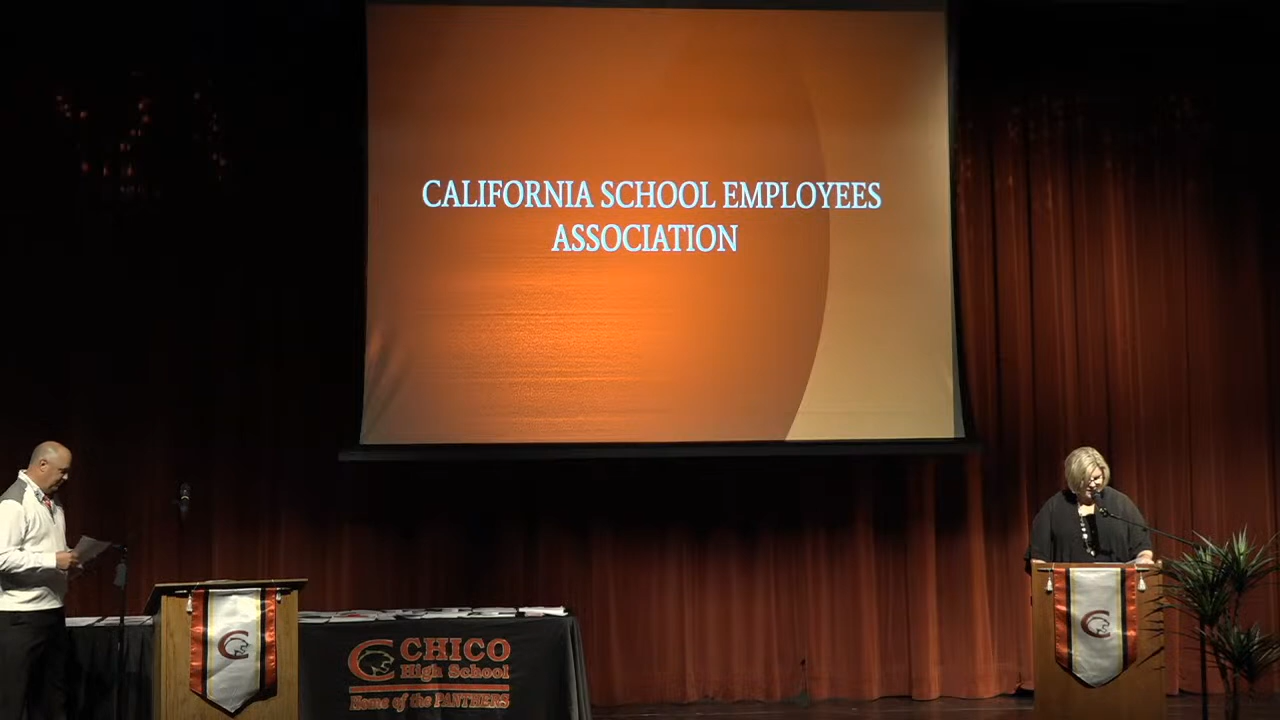 CALIFORNIA SCHOOL EMPLOYEES
ASSOCIATION
CHICO
High School
Home of the PANTHERS